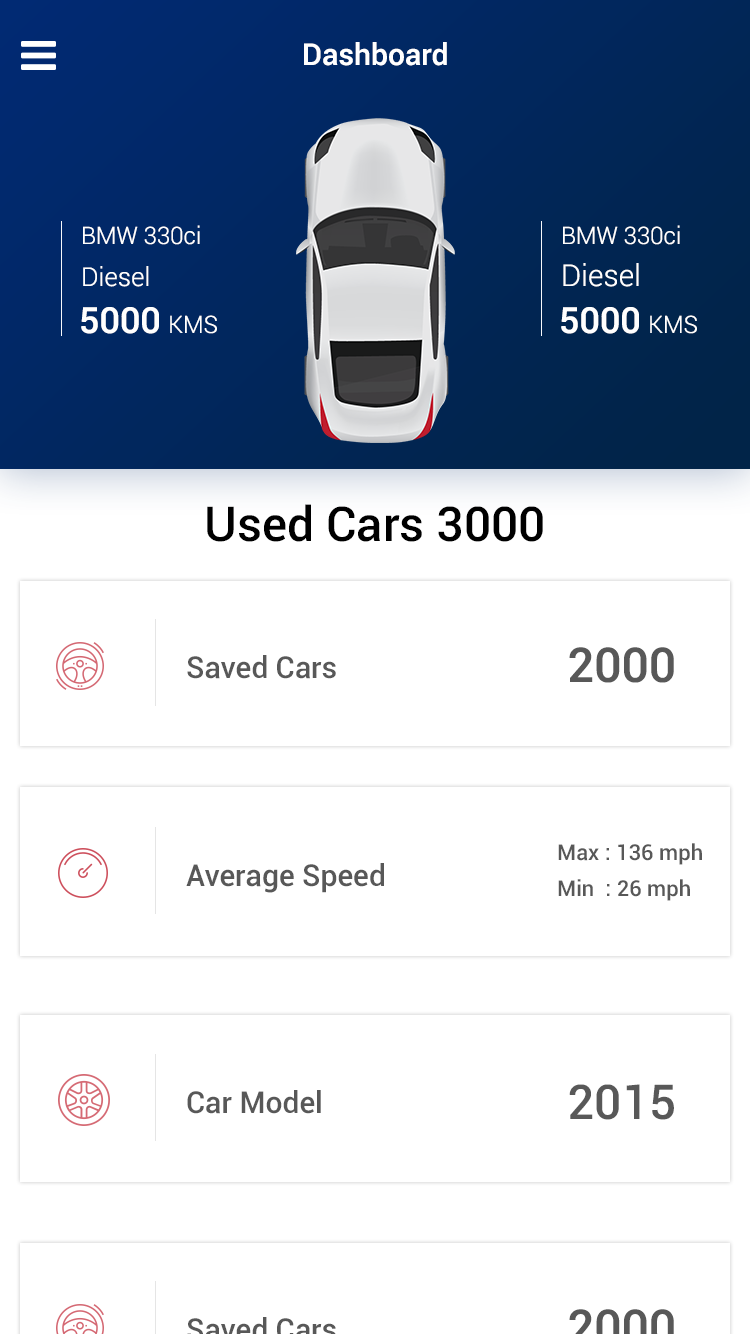 Dashboard
BMW 330ci
Diesel
5000 KMS
BMW 330ci
Diesel
5000 KMS
Used Cars 3000
Saved Cars
2000
Average Speed
Max : 136 mph
Min : 26 mph
Car Model
2015
Saved Cars
2000